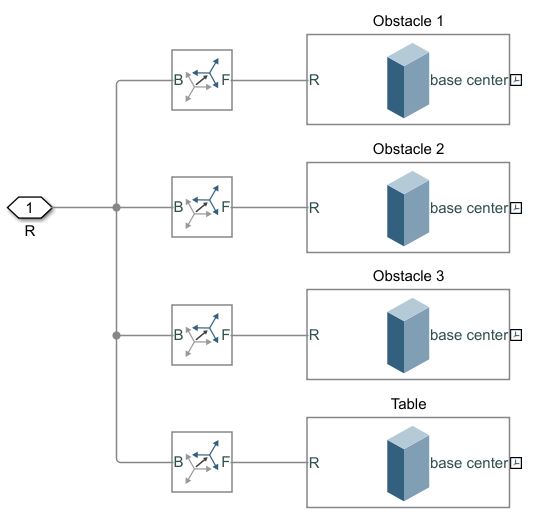 Obstacle 1
B F R base center
Obstacle 2
1 B F R base center
R
Obstacle 3
B F R base center
Table
B F R base center